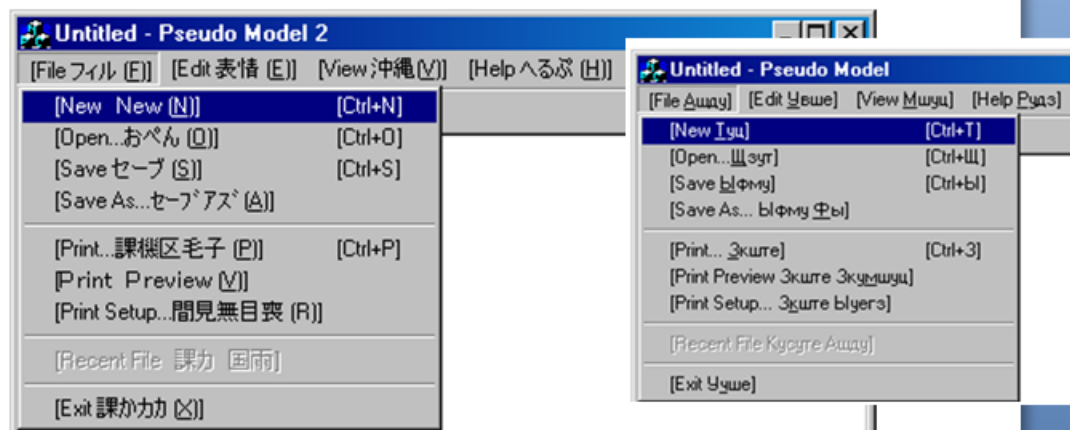 Untitled - Pseudo Model 2
[File フィル (F)] [Edit 表情 (E)] [View 沖縄(V)] [Help へるぷ (H)]
[New New (N)] [Ctrl+N]
[Open...おぺん (O)] [Ctrl+O]
[Save セーブ (S)] [Ctrl+S]
[Save As...セーブアズ (A)]
[Print...課機区毛子 (P)] [Ctrl+P]
[Print Preview (V)]
[Print Setup...間見無目喪 (R)]
[Recent File 課力 国雨]
[Exit 課かカカ (X)]
Untitled - Pseudo Model
[File Ашду] [Edit Увше] [View Мшуц] [Help Рудз]
[New Туц] [Ctrl+Т]
[Open...Щзут] [Ctrl+Щ]
[Save Ыфму] [Ctrl+Ы]
[Save As... Ыфму Фы]
[Print... Зкште] [Ctrl+З]
[Print Preview Зкште Зкумшуц]
[Print Setup... Зкште Ыуегз]
[Recent File Кусуте Ашду]
[Exit Учше]